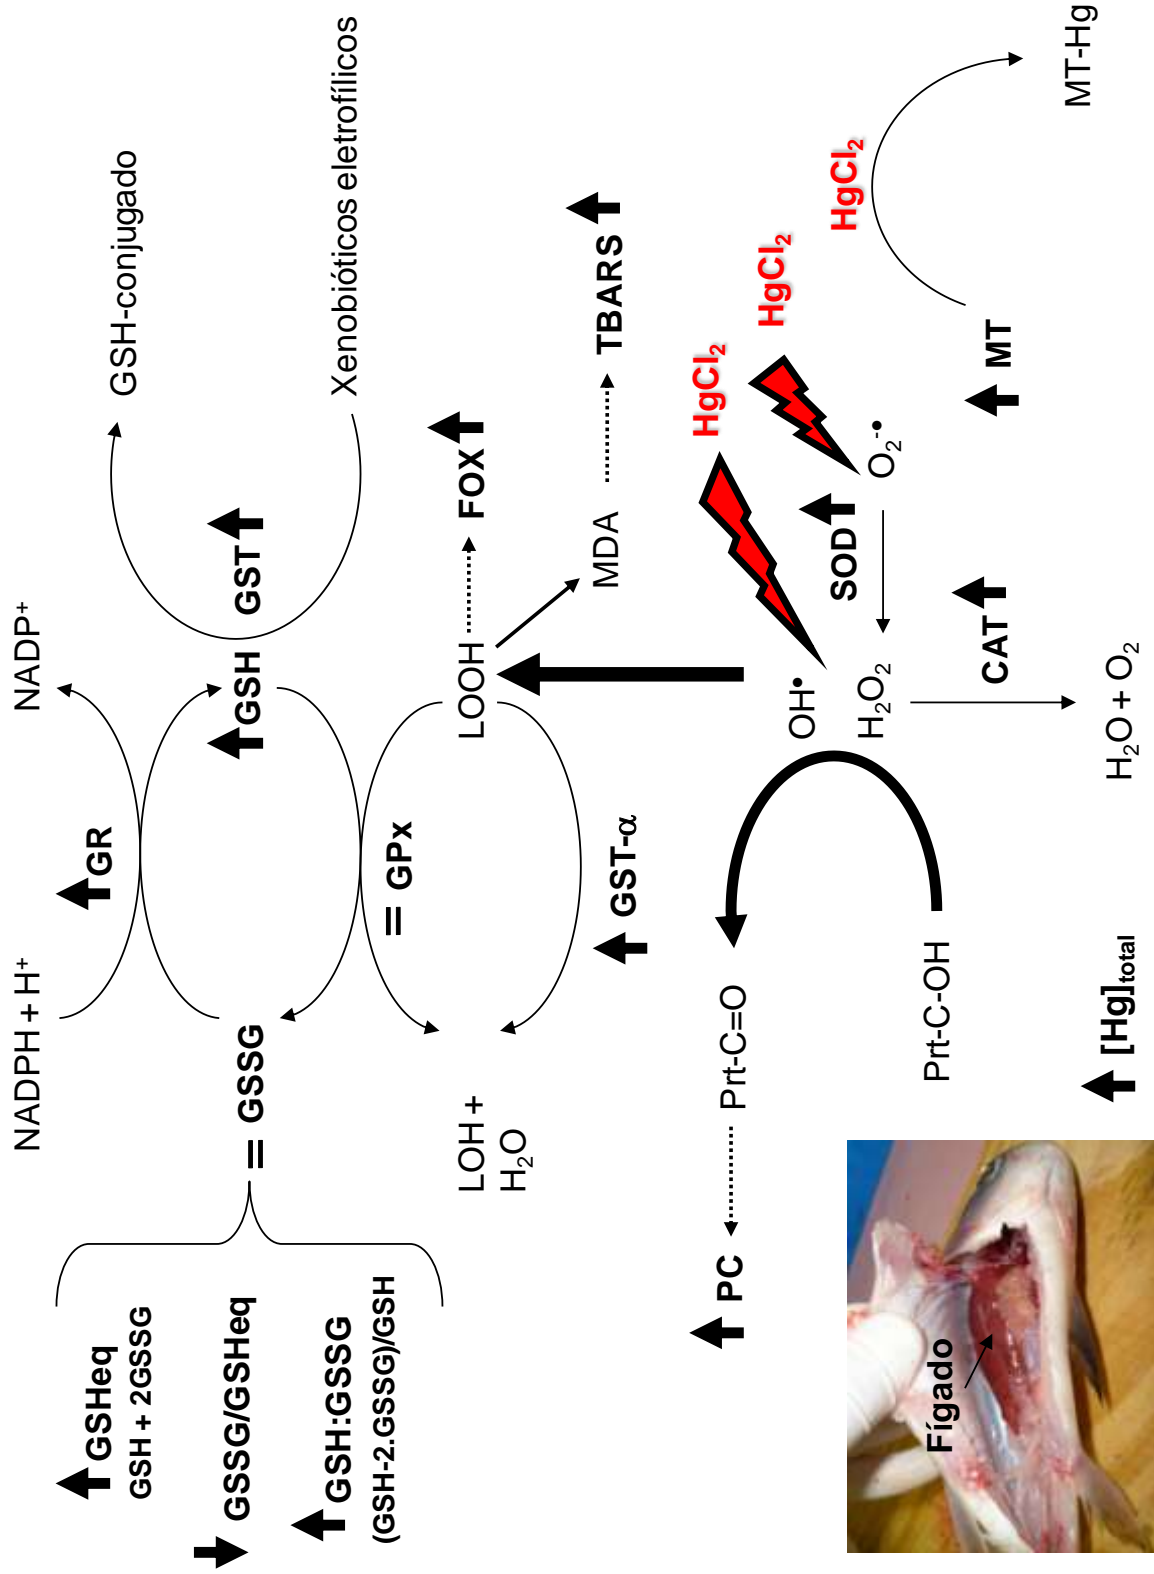 NADPH + H⁺
NADP⁺
GSHeq
GSH + 2GSSG
GR
GSH-conjugado
GSSG/GSHeq
= GSSG
GSH
GST
GSH:GSSG
(GSH-2.GSSG)/GSH
Xenobióticos eletrofílicos
= GPx
LOH +
H₂O
LOOH
FOX
GST-α
MDA
TBARS
PC
Prt-C=O
OH•
HgCl₂
HgCl₂
HgCl₂
SOD
H₂O₂
O₂⁻•
Prt-C-OH
CAT
MT
MT-Hg
Fígado
[Hg]total
H₂O + O₂